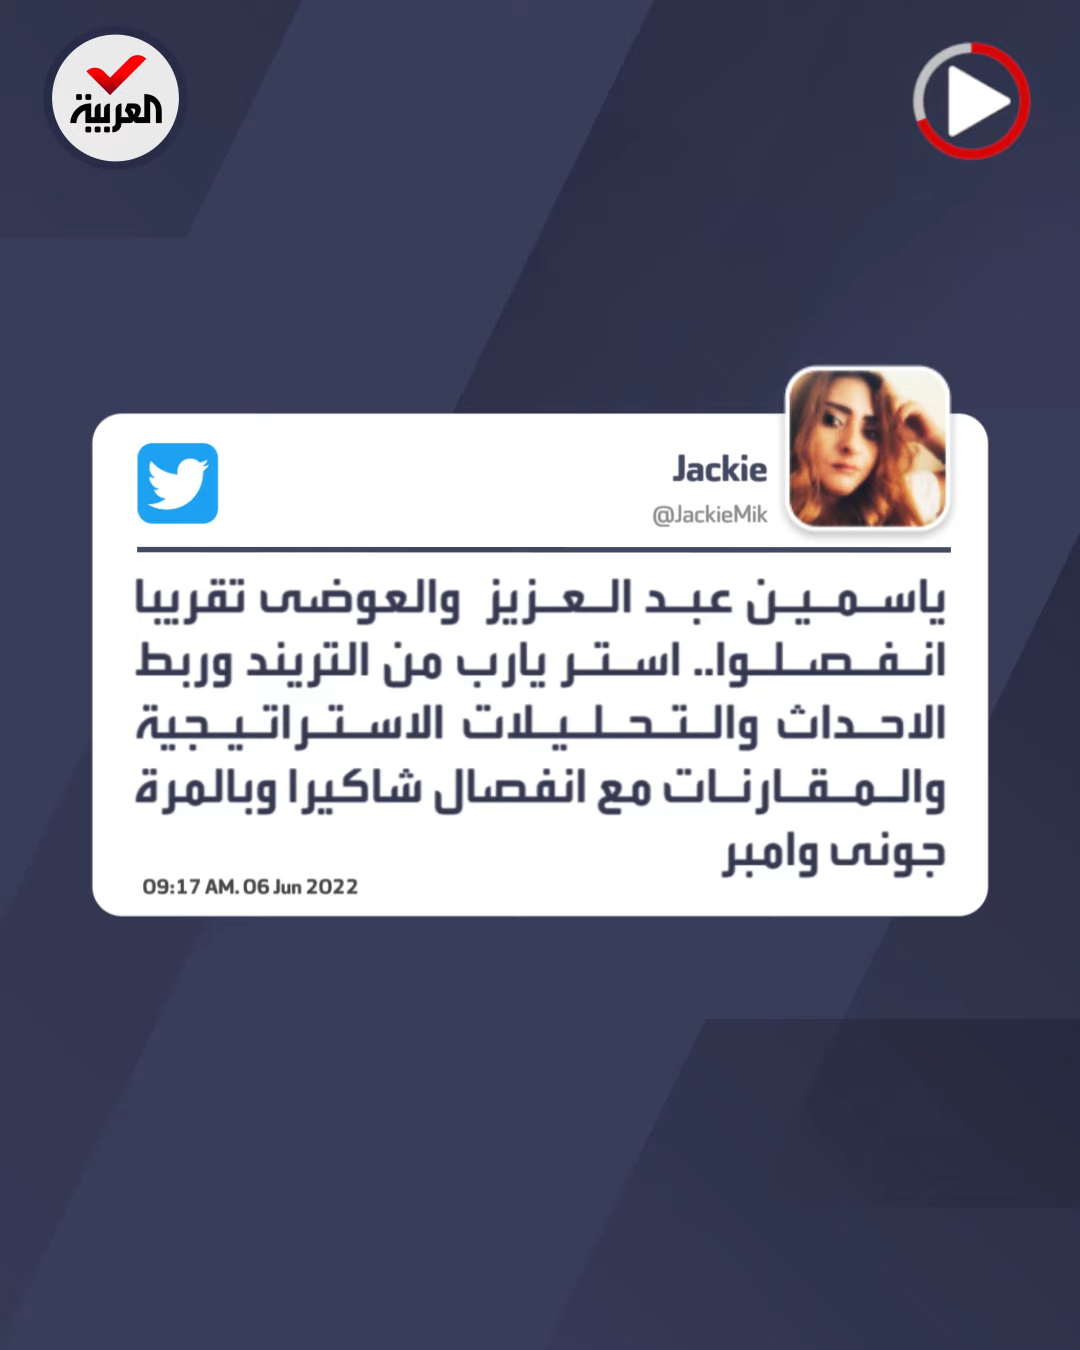 العربية
Jackie
@JackieMik
ياسمين عبد العزيز والعوضى تقريبا
انفصلوا.. استر يارب من التريند وربط
الاحداث والتحليلات الاستراتيجية
والمقارنات مع انفصال شاكيرا وبالمرة
جونى وامبر
09:17 AM. 06 Jun 2022